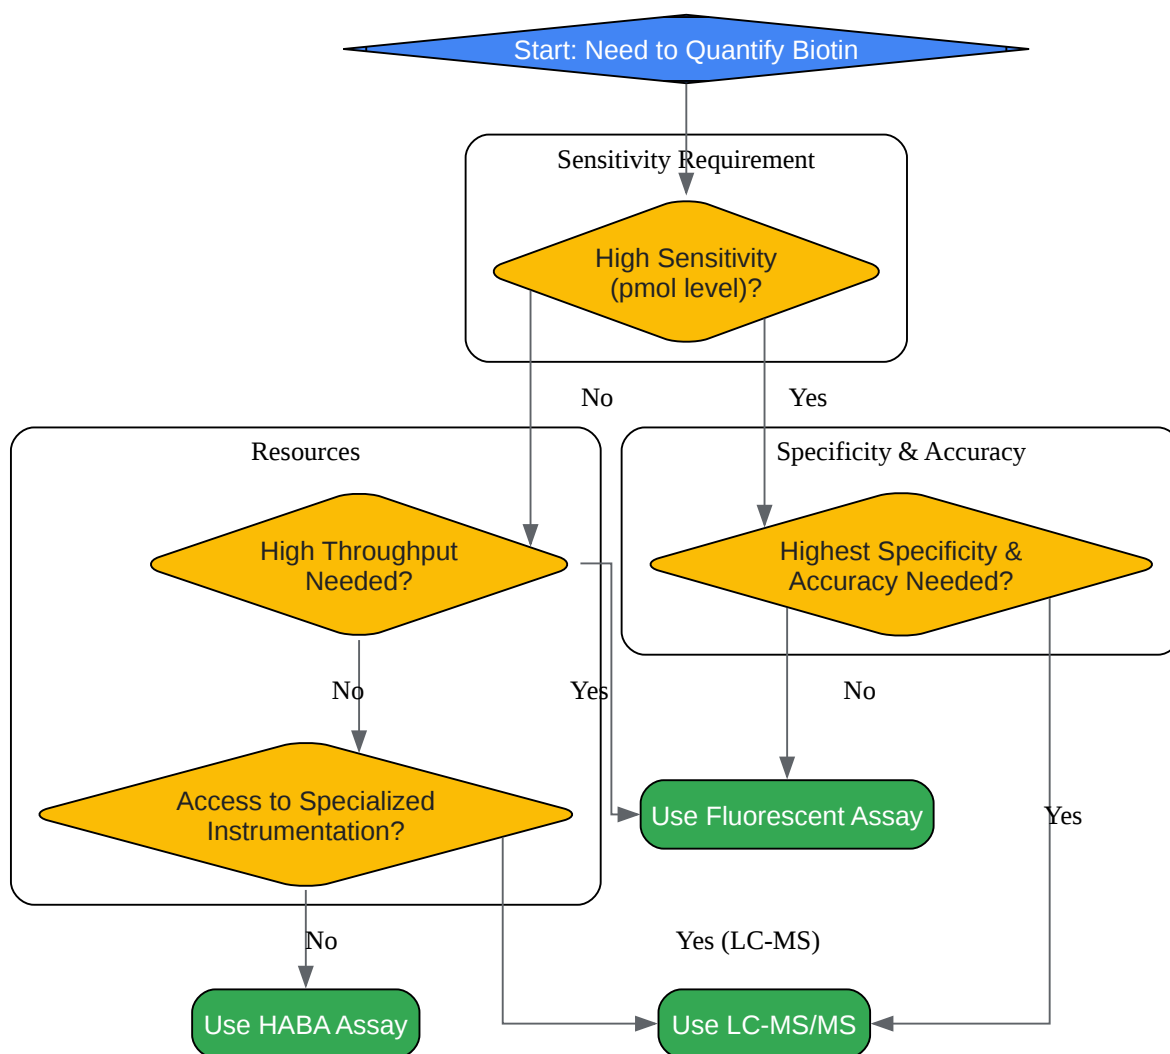 Start: Need to Quantify Biotin
Sensitivity Requirement
High Sensitivity
(pmol level)?
No
Yes
Resources
Specificity & Accuracy
High Throughput
Needed?
Highest Specificity &
Accuracy Needed?
No
Yes
No
Access to Specialized
Instrumentation?
Use Fluorescent Assay
Yes
No
Yes (LC-MS)
Use HABA Assay
Use LC-MS/MS